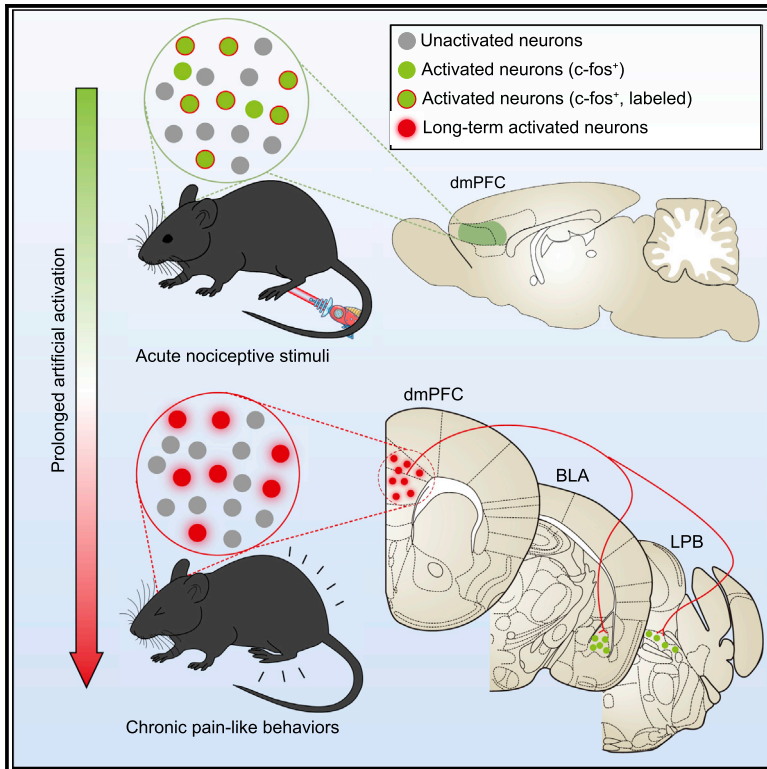 Unactivated neurons
Activated neurons (c-fos⁺)
Activated neurons (c-fos⁺, labeled)
Long-term activated neurons
dmPFC
Prolonged artificial activation
Acute nociceptive stimuli
dmPFC
BLA
LPB
Chronic pain-like behaviors